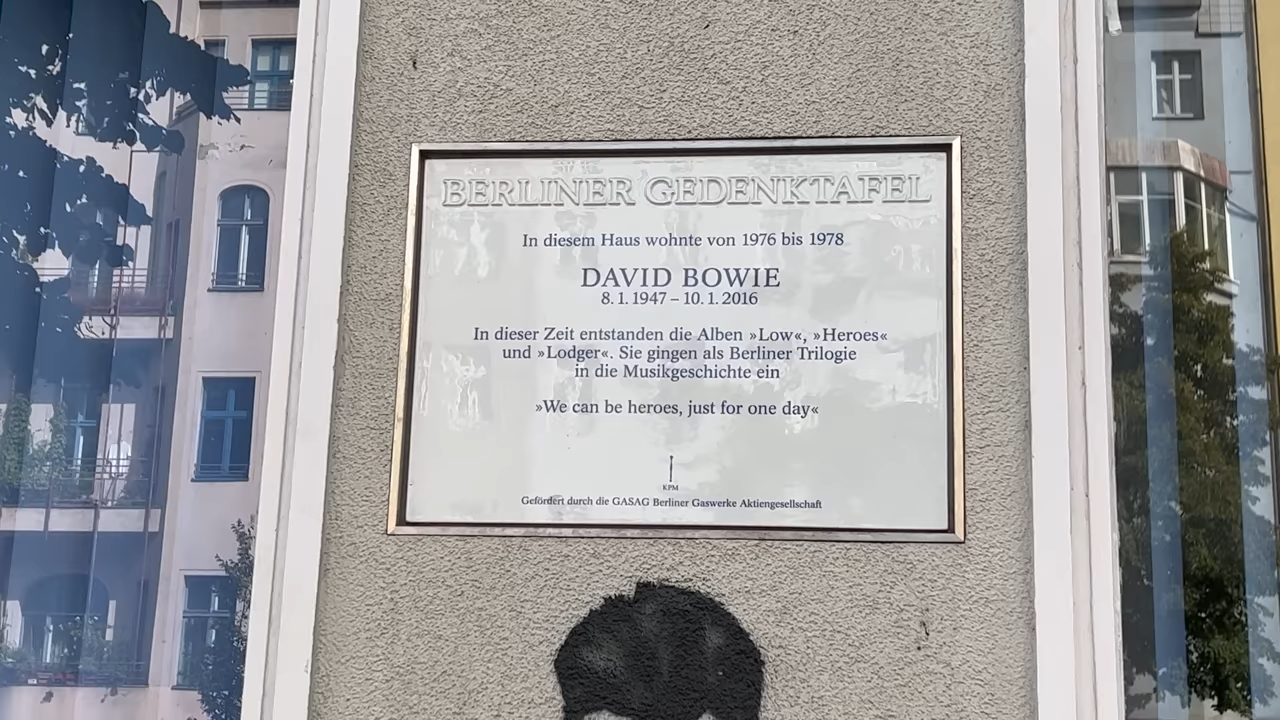 BERLINER GEDENKTAFEL
In diesem Haus wohnte von 1976 bis 1978
DAVID BOWIE
8. 1. 1947 – 10. 1. 2016
In dieser Zeit entstanden die Alben »Low«, »Heroes«
und »Lodger«. Sie gingen als Berliner Trilogie
in die Musikgeschichte ein
»We can be heroes, just for one day«
KPM
Gefördert durch die GASAG Berliner Gaswerke Aktiengesellschaft